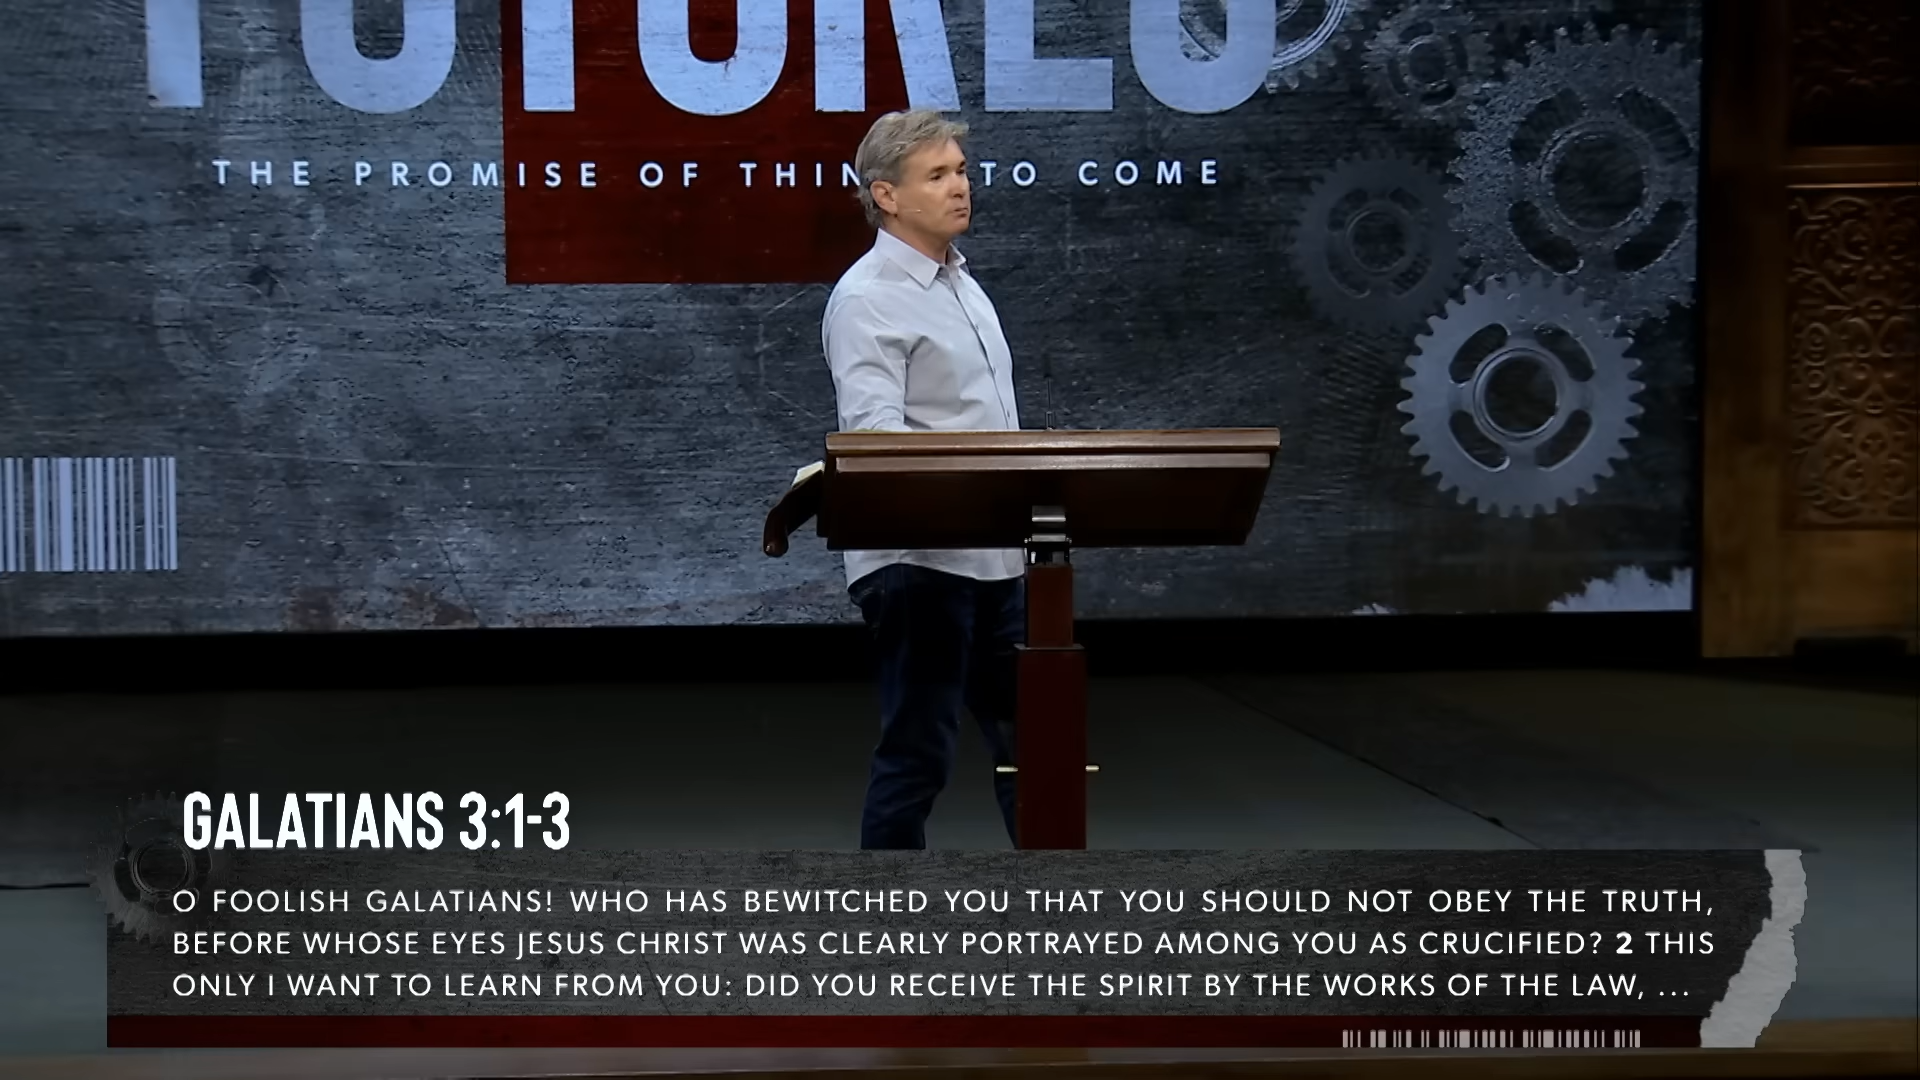 FUTURES
THE PROMISE OF THIN TO COME
GALATIANS 3:1-3
O FOOLISH GALATIANS! WHO HAS BEWITCHED YOU THAT YOU SHOULD NOT OBEY THE TRUTH,
BEFORE WHOSE EYES JESUS CHRIST WAS CLEARLY PORTRAYED AMONG YOU AS CRUCIFIED? 2 THIS
ONLY I WANT TO LEARN FROM YOU: DID YOU RECEIVE THE SPIRIT BY THE WORKS OF THE LAW, ...